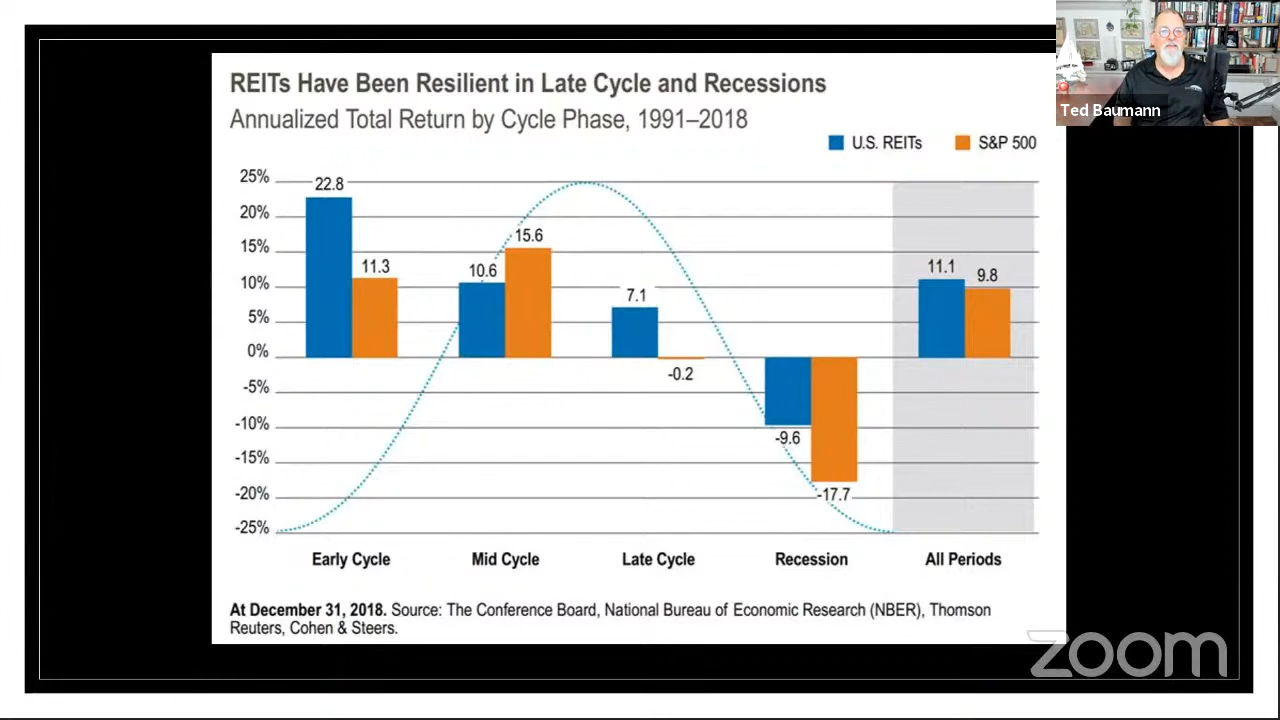 REITs Have Been Resilient in Late Cycle and Recessions
Annualized Total Return by Cycle Phase, 1991–2018
U.S. REITs
S&P 500
25%
20%
15%
10%
5%
0%
-5%
-10%
-15%
-20%
-25%
22.8
11.3
10.6
15.6
7.1
-0.2
-9.6
-17.7
11.1
9.8
Early Cycle
Mid Cycle
Late Cycle
Recession
All Periods
At December 31, 2018. Source: The Conference Board, National Bureau of Economic Research (NBER), Thomson
Reuters, Cohen & Steers.
Ted Baumann
zoom